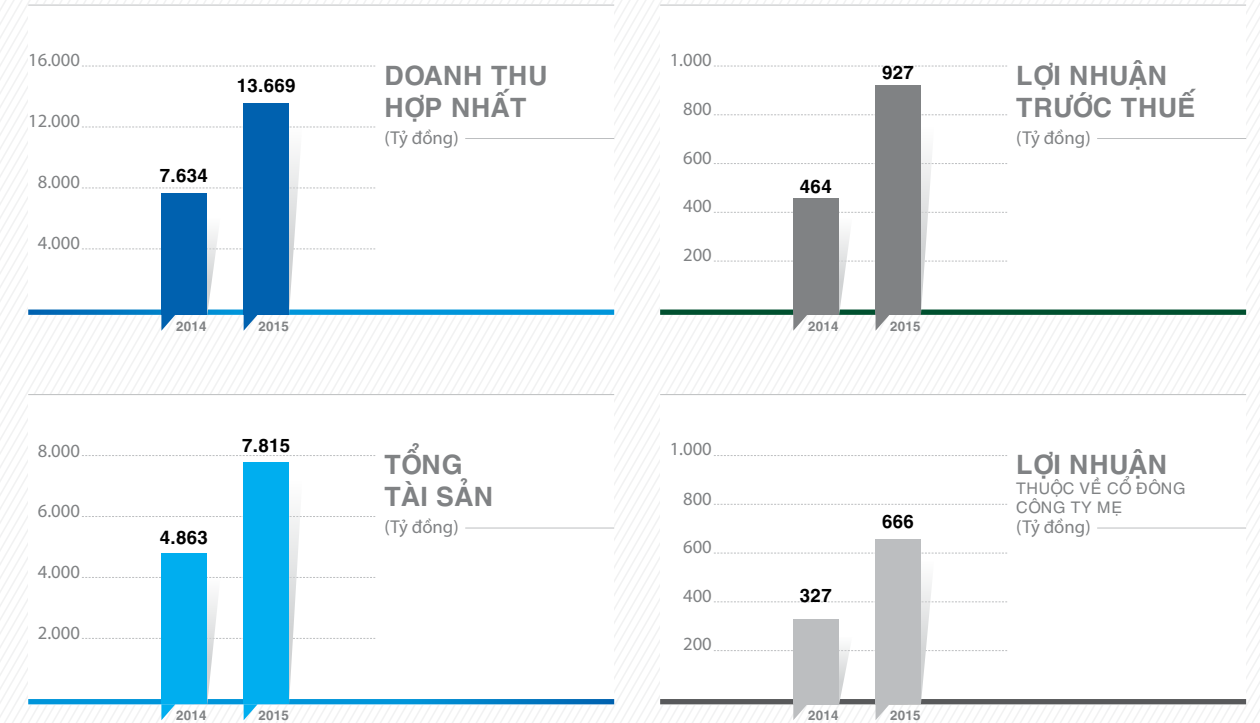 16.000
12.000
8.000
4.000
7.634
13.669
2014
2015
DOANH THU
HỢP NHẤT
(Tỷ đồng)
1.000
800
600
400
200
464
927
2014
2015
LỢI NHUẬN
TRƯỚC THUẾ
(Tỷ đồng)
8.000
6.000
4.000
2.000
4.863
7.815
2014
2015
TỔNG
TÀI SẢN
(Tỷ đồng)
1.000
800
600
400
200
327
666
2014
2015
LỢI NHUẬN
THUỘC VỀ CỔ ĐÔNG
CÔNG TY MẸ
(Tỷ đồng)